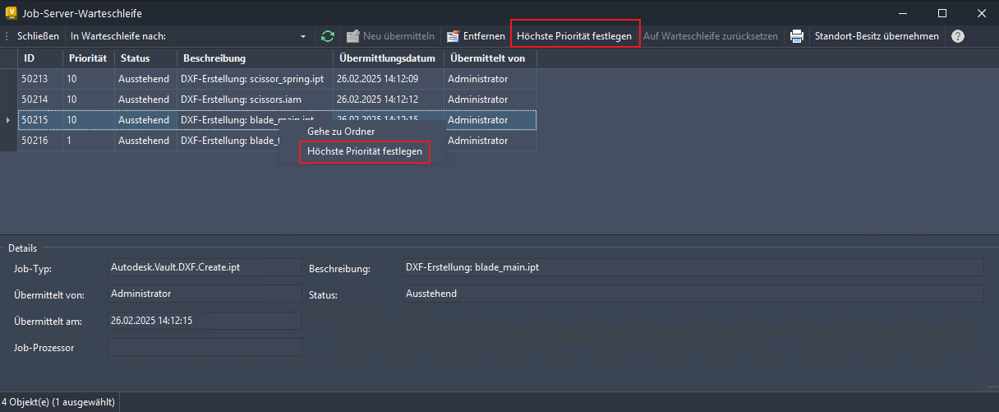 Job-Server-Warteschleife
Schließen In Warteschleife nach: Neu übermitteln Entfernen Höchste Priorität festlegen Auf Warteschleife zurücksetzen Standort-Besitz übernehmen ?
ID Priorität Status Beschreibung Übermittlungsdatum Übermittelt von
50213 10 Ausstehend DXF-Erstellung: scissor_spring.ipt 26.02.2025 14:12:09 Administrator
50214 10 Ausstehend DXF-Erstellung: scissors.iam 26.02.2025 14:12:12 Administrator
50215 10 Ausstehend DXF-Erstellung: blade_main.ipt 26.02.2025 14:12:15 Administrator
Gehe zu Ordner
50216 1 Ausstehend DXF-Erstellung: Administrator
Höchste Priorität festlegen
Details
Job-Typ: Autodesk.Vault.DXF.Create.ipt Beschreibung: DXF-Erstellung: blade_main.ipt
Übermittelt von: Administrator Status: Ausstehend
Übermittelt am: 26.02.2025 14:12:15
Job-Prozessor
4 Objekt(e) (1 ausgewählt)